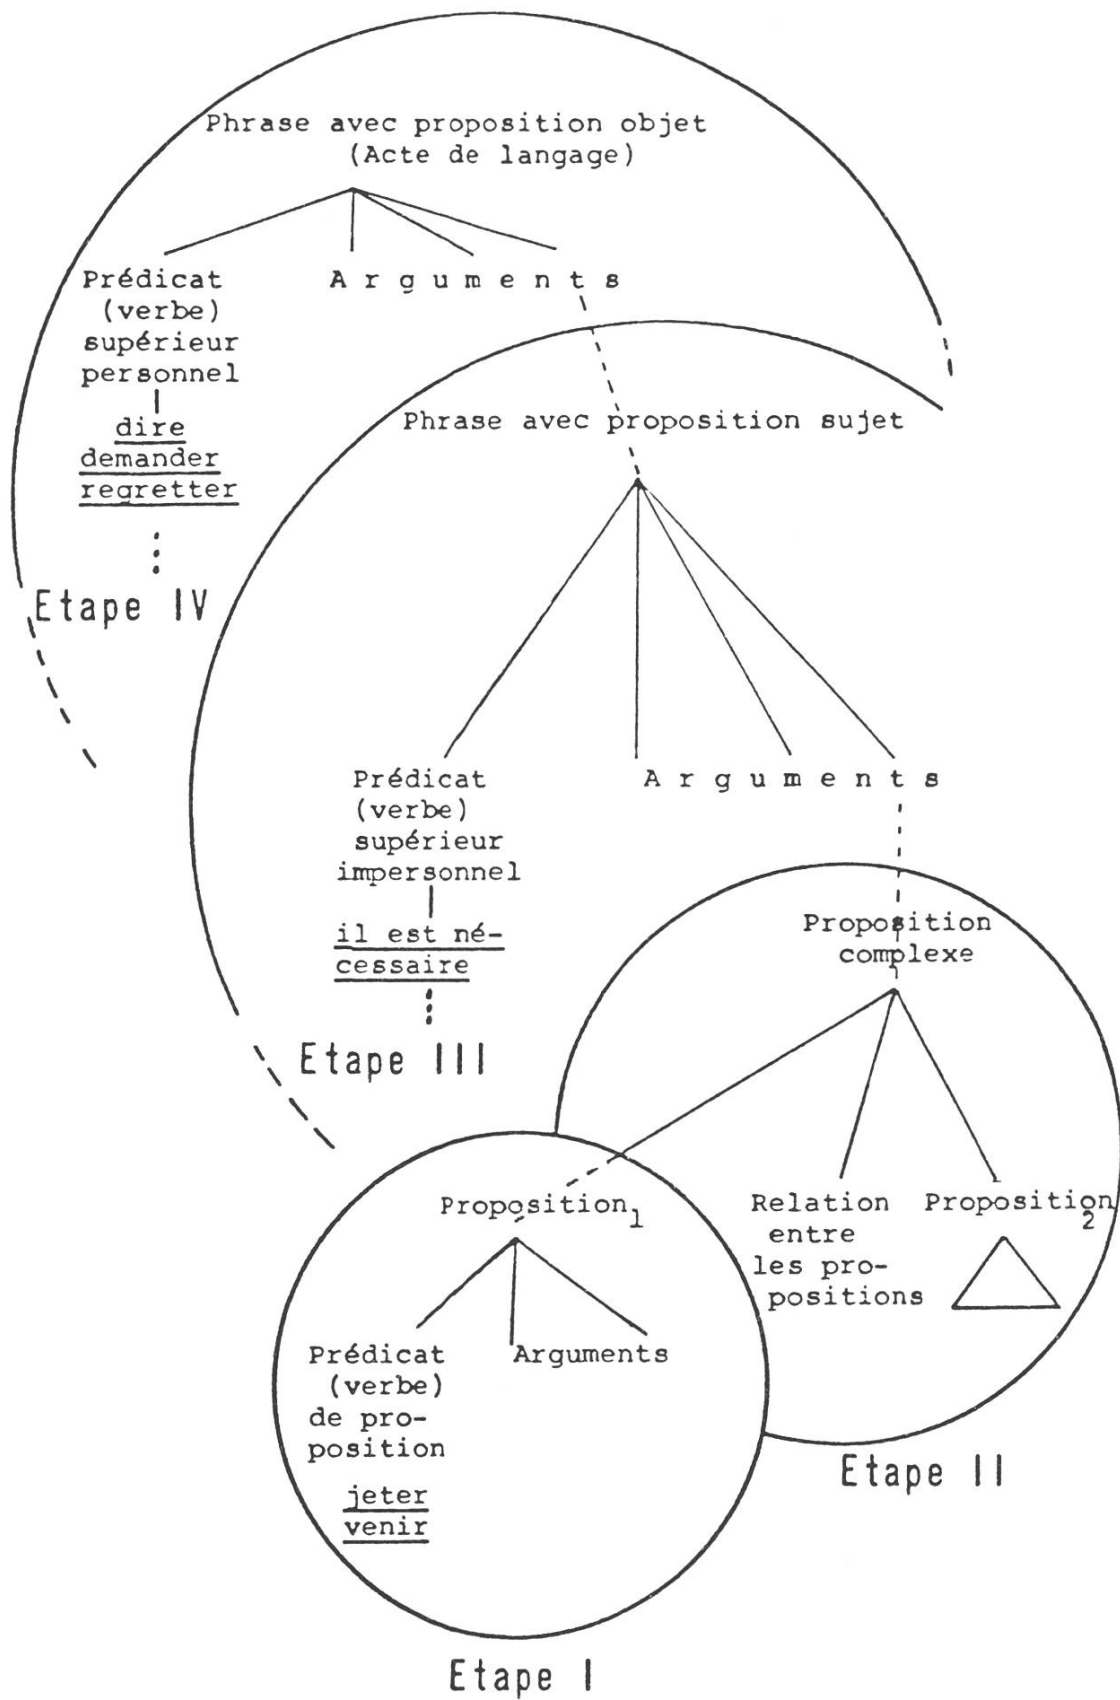 Phrase avec proposition objet
(Acte de langage)
Prédicat
(verbe)
supérieur
personnel
Arguments
dire
demander
regretter
Etape IV
Phrase avec proposition sujet
Prédicat
(verbe)
supérieur
impersonnel
Arguments
il est né-
cessaire
Etape III
Proposition
complexe
Proposition1
Relation
entre
les pro-
positions
Proposition2
Prédicat
(verbe)
de pro-
position
Arguments
jeter
venir
Etape II
Etape I